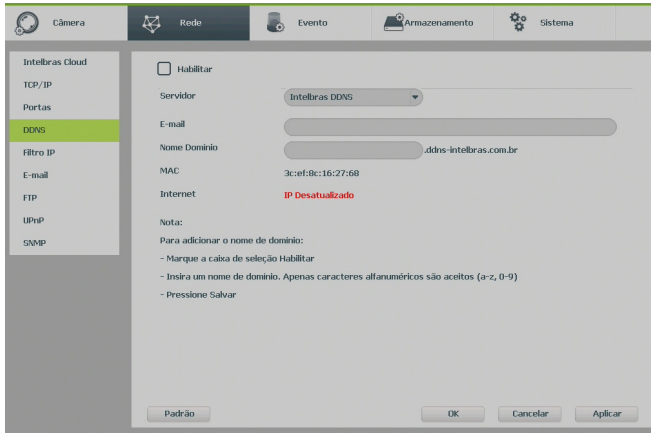 Câmera Rede Evento Armazenamento Sistema
Intelbras Cloud
TCP/IP
Portas
DDNS
Filtro IP
E-mail
FTP
UPnP
SNMP
Habilitar
Servidor Intelbras DDNS
E-mail
Nome Dominio .ddns-intelbras.com.br
MAC 3c:ef:8c:16:27:68
Internet IP Desatualizado
Nota:
Para adicionar o nome de domínio:
- Marque a caixa de seleção Habilitar
- Insira um nome de domínio. Apenas caracteres alfanuméricos são aceitos (a-z, 0-9)
- Pressione Salvar
Padrão OK Cancelar Aplicar